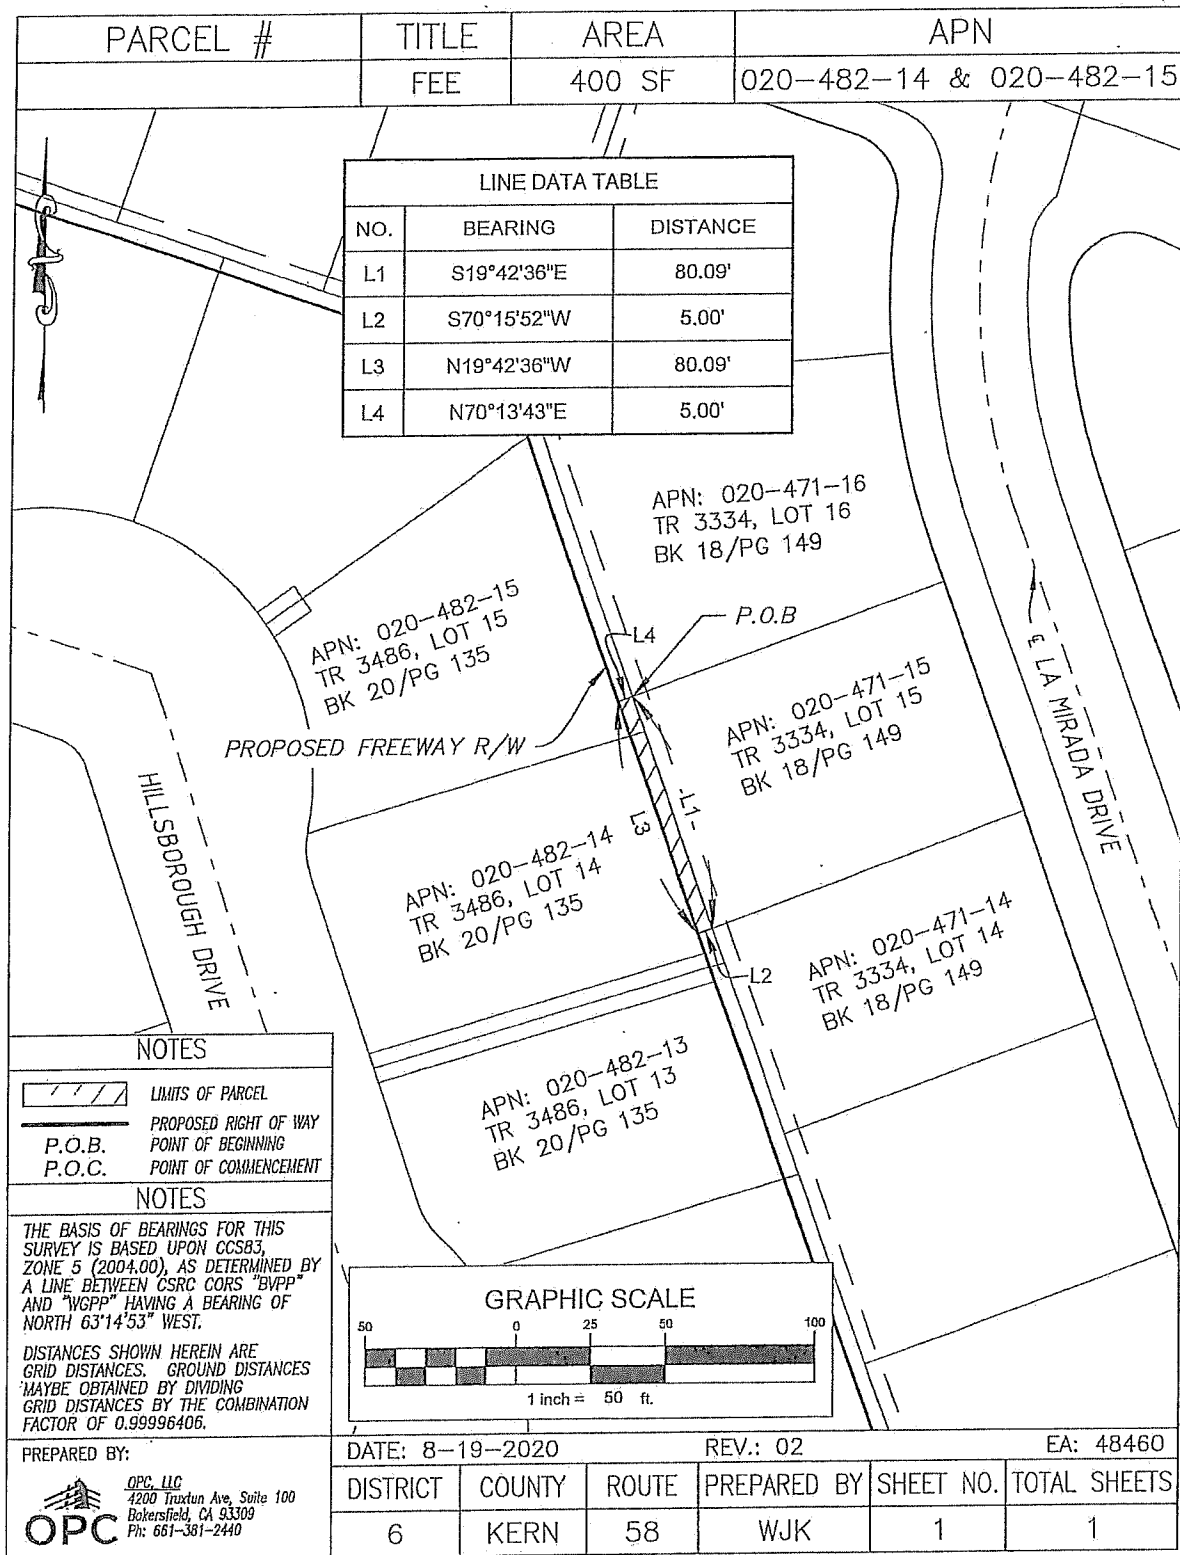 PARCEL # TITLE AREA APN
FEE 400 SF 020-482-14 & 020-482-15
LINE DATA TABLE
NO. BEARING DISTANCE
L1 S19°42'36"E 80.09'
L2 S70°15'52"W 5.00'
L3 N19°42'36"W 80.09'
L4 N70°13'43"E 5.00'
APN: 020-471-16
TR 3334, LOT 16
BK 18/PG 149
APN: 020-482-15
TR 3486, LOT 15
BK 20/PG 135
L4
P.O.B
PROPOSED FREEWAY R/W
APN: 020-471-15
TR 3334, LOT 15
BK 18/PG 149
℄ LA MIRADA DRIVE
HILLSBOROUGH DRIVE
L1
L3
APN: 020-482-14
TR 3486, LOT 14
BK 20/PG 135
APN: 020-471-14
TR 3334, LOT 14
BK 18/PG 149
L2
APN: 020-482-13
TR 3486, LOT 13
BK 20/PG 135
NOTES
LIMITS OF PARCEL
PROPOSED RIGHT OF WAY
P.O.B. POINT OF BEGINNING
P.O.C. POINT OF COMMENCEMENT
NOTES
THE BASIS OF BEARINGS FOR THIS
SURVEY IS BASED UPON CCS83,
ZONE 5 (2004.00), AS DETERMINED BY
A LINE BETWEEN CSRC CORS "BVPP"
AND "WGPP" HAVING A BEARING OF
NORTH 63°14'53" WEST.
DISTANCES SHOWN HEREIN ARE
GRID DISTANCES. GROUND DISTANCES
MAYBE OBTAINED BY DIVIDING
GRID DISTANCES BY THE COMBINATION
FACTOR OF 0.99996406.
GRAPHIC SCALE
50 0 25 50 100
1 inch = 50 ft.
PREPARED BY:
OPC
OPC, LLC
4200 Truxtun Ave, Suite 100
Bakersfield, CA 93309
Ph: 661-381-2440
DATE: 8-19-2020 REV.: 02 EA: 48460
DISTRICT COUNTY ROUTE PREPARED BY SHEET NO. TOTAL SHEETS
6 KERN 58 WJK 1 1